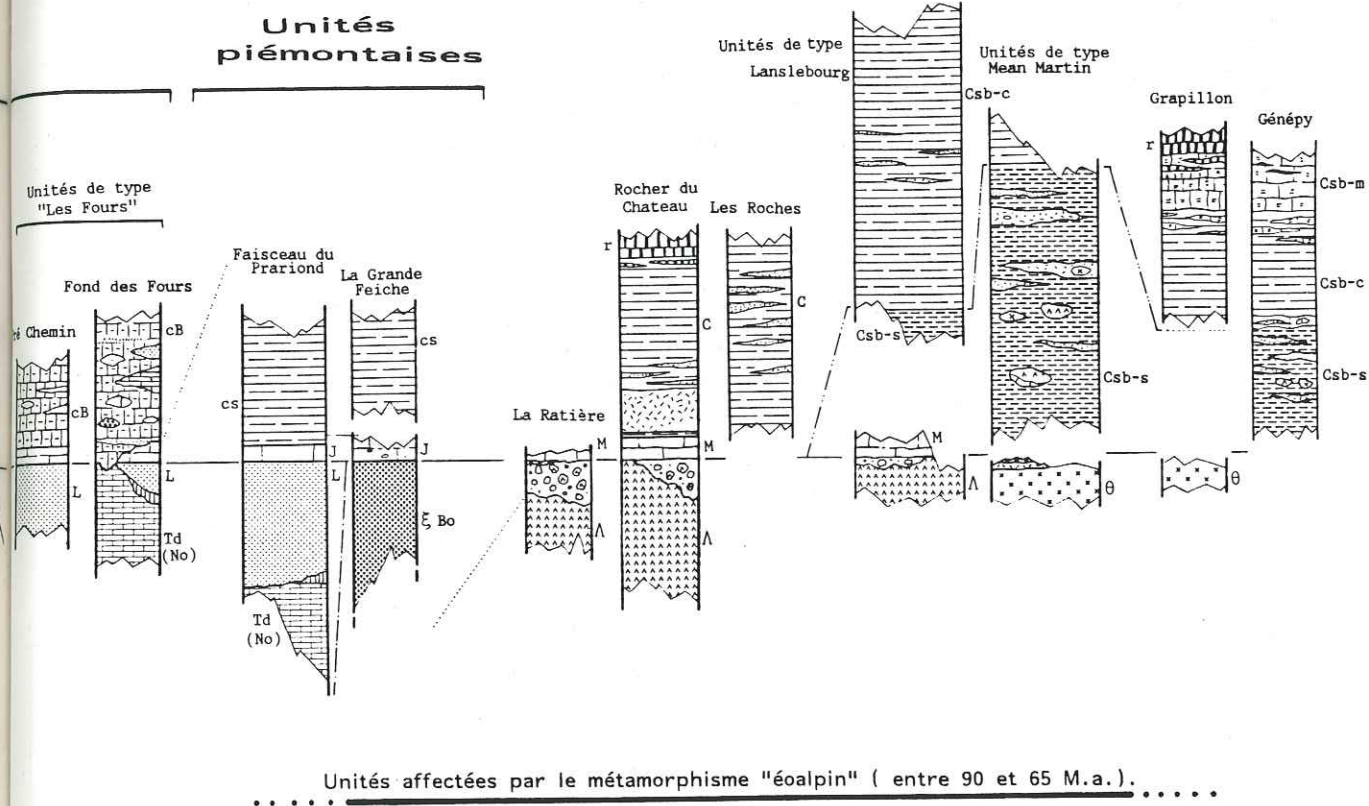 Unités
piémontaises
Unités de type
"Les Fours"
Chemin
cB
L
Fond des Fours
cB
L
Td
(No)
Faisceau du
Prariond
cs
J
L
Td
(No)
La Grande
Feiche
cs
J
ξ Bo
La Ratière
M
Λ
Rocher du
Chateau
r
C
M
Λ
Les Roches
C
Unités de type
Lanslebourg
Csb-c
Csb-s
M
Λ
Unités de type
Mean Martin
Csb-s
θ
Grapillon
r
θ
Génépy
Csb-m
Csb-c
Csb-s
Unités affectées par le métamorphisme "éoalpin" ( entre 90 et 65 M.a.).